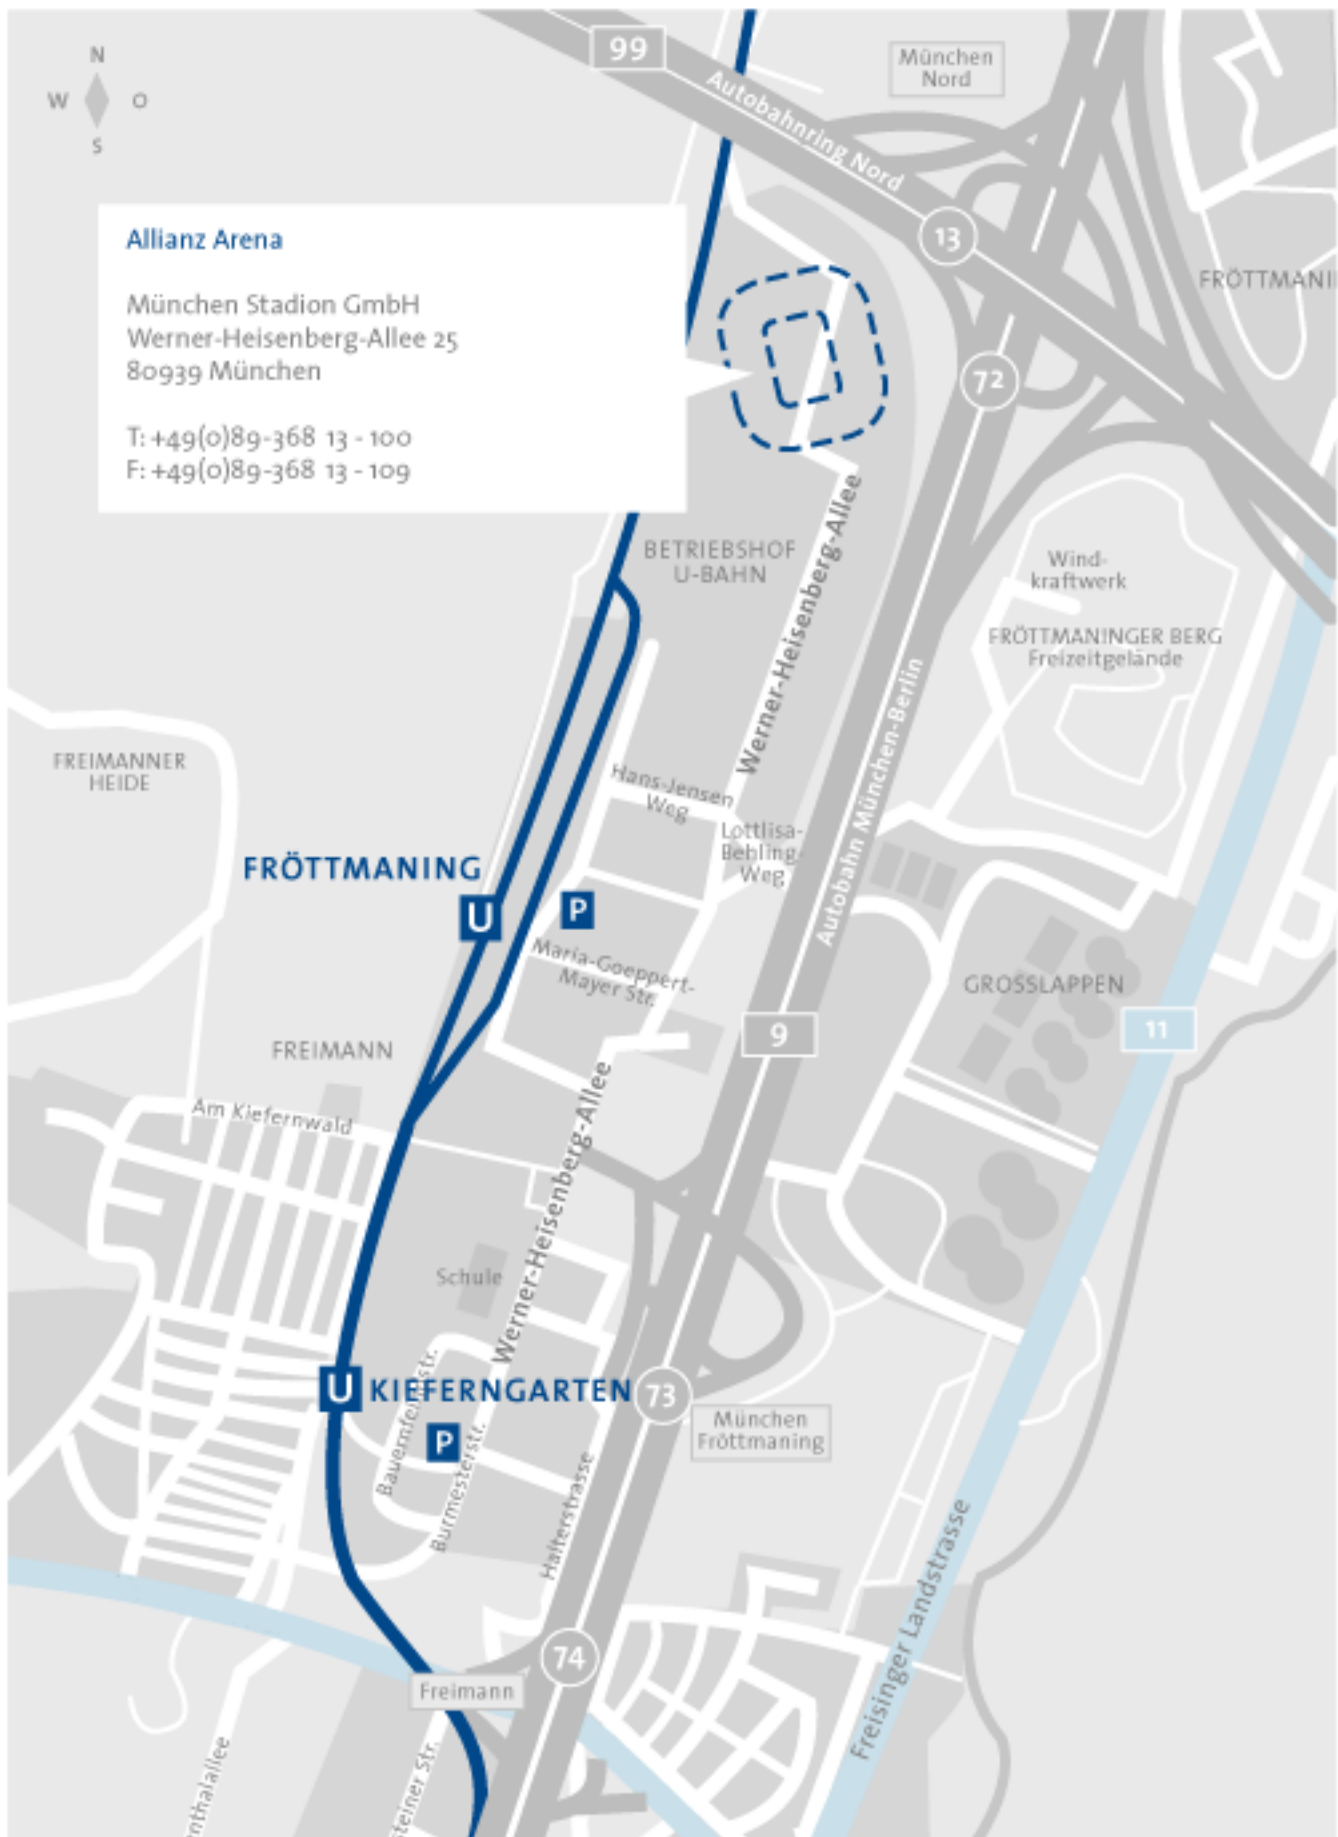 99
München
Nord
N
W O
S
Autobahnring Nord
Allianz Arena
13
München Stadion GmbH
Werner-Heisenberg-Allee 25
80939 München
T: +49(0)89-368 13 - 100
F: +49(0)89-368 13 - 109
72
Werner-Heisenberg-Allee
BETRIEBSHOF
U-BAHN
Wind-
kraftwerk
FRÖTTMANINGER BERG
Freizeitgelände
Autobahn München-Berlin
FREIMANNER
HEIDE
Hans-Jensen
Weg
Lottlisa-
Behling-
Weg
FRÖTTMANING
U
P
Maria-Goeppert-
Mayer Str.
GROSSLAPPEN
9
11
FREIMANN
Am Kiefernwald
Werner-Heisenberg-Allee
Schule
U KIEFERNGARTEN
73
München
Fröttmaning
P
Burmesterstr.
Halterstrasse
Freisinger Landstrasse
74
Freimann